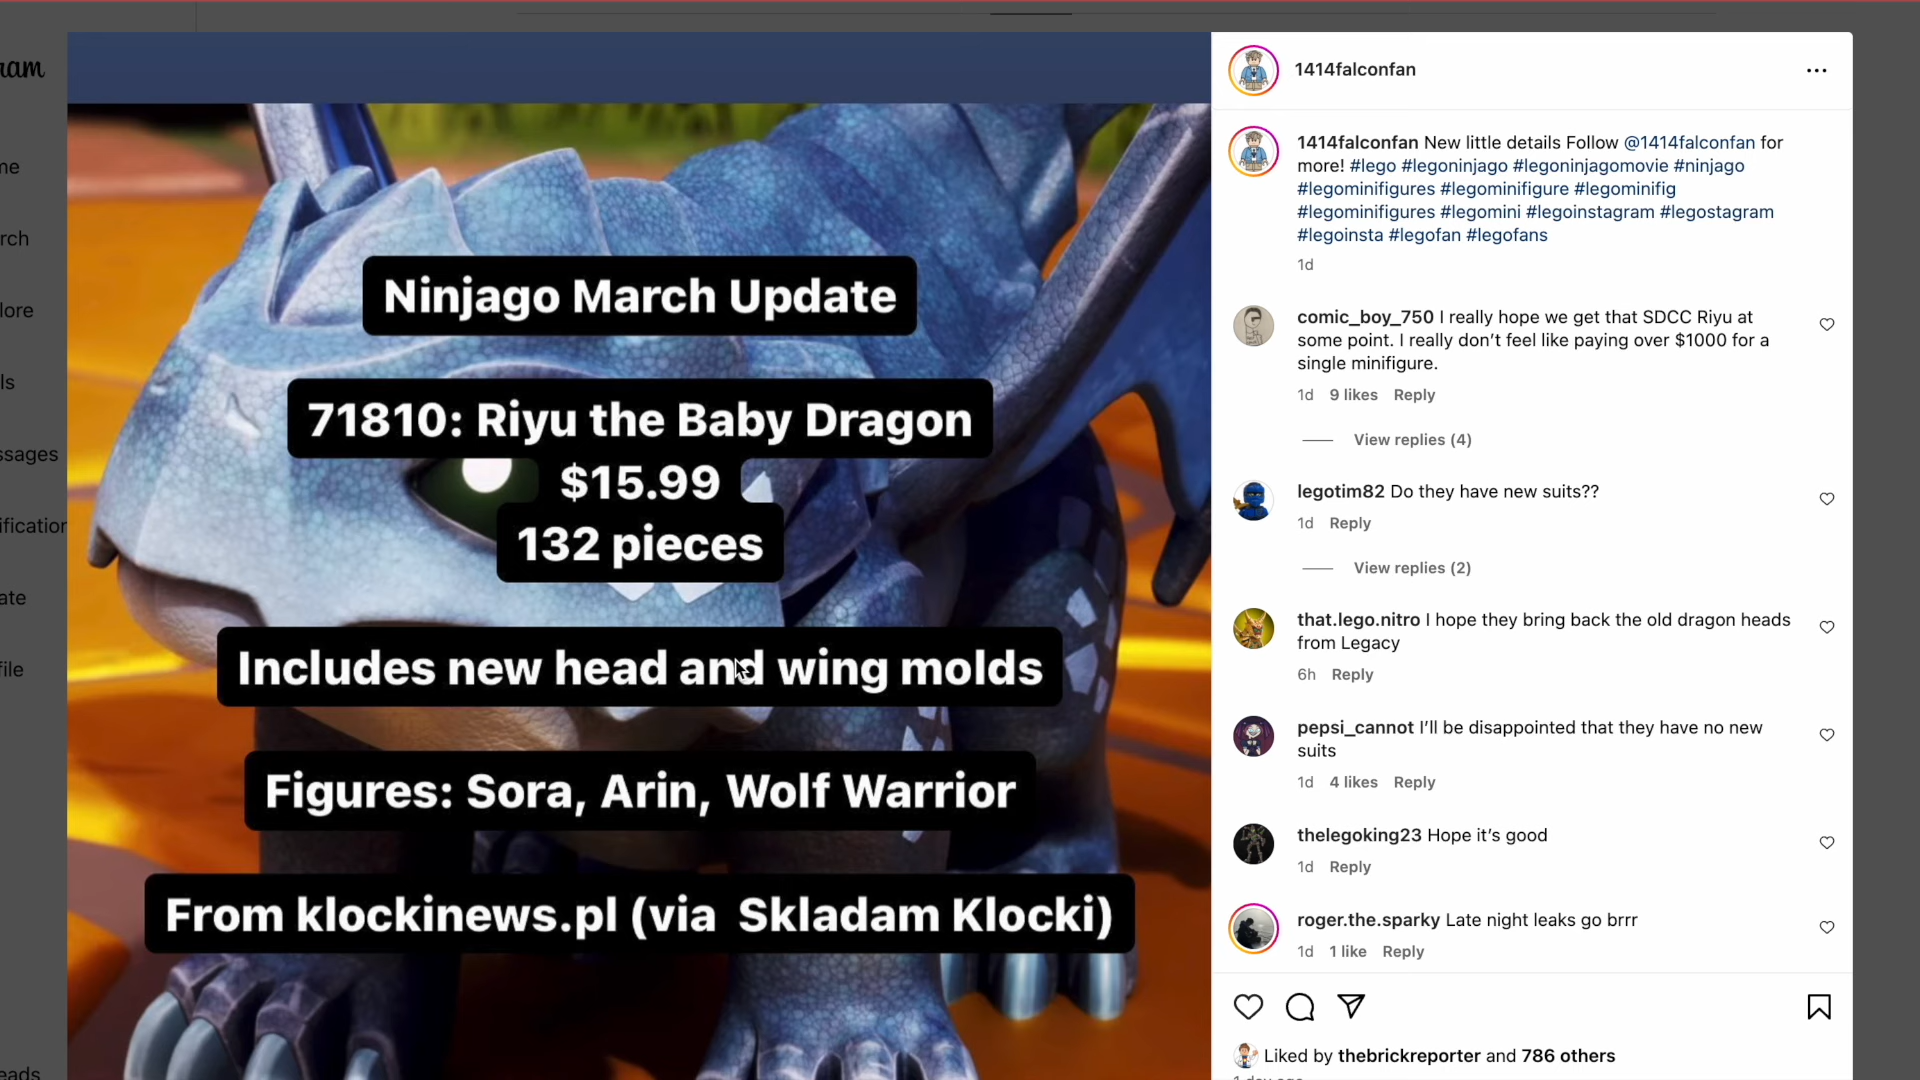 ram
me
rch
lore
ls
ssages
ification
ate
file
eads
Ninjago March Update
71810: Riyu the Baby Dragon
$15.99
132 pieces
Includes new head and wing molds
Figures: Sora, Arin, Wolf Warrior
From klockinews.pl (via Skladam Klocki)
1414falconfan
1414falconfan New little details Follow @1414falconfan for
more! #lego #legoninjago #legoninjagomovie #ninjago
#legominifigures #legominifigure #legominifig
#legominifigures #legomini #legoinstagram #legostagram
#legoinsta #legofan #legofans
1d
comic_boy_750 I really hope we get that SDCC Riyu at
some point. I really don’t feel like paying over $1000 for a
single minifigure.
1d 9 likes Reply
View replies (4)
legotim82 Do they have new suits??
1d Reply
View replies (2)
that.lego.nitro I hope they bring back the old dragon heads
from Legacy
6h Reply
pepsi_cannot I’ll be disappointed that they have no new
suits
1d 4 likes Reply
thelegoking23 Hope it’s good
1d Reply
roger.the.sparky Late night leaks go brrr
1d 1 like Reply
Liked by thebrickreporter and 786 others
1 day ago